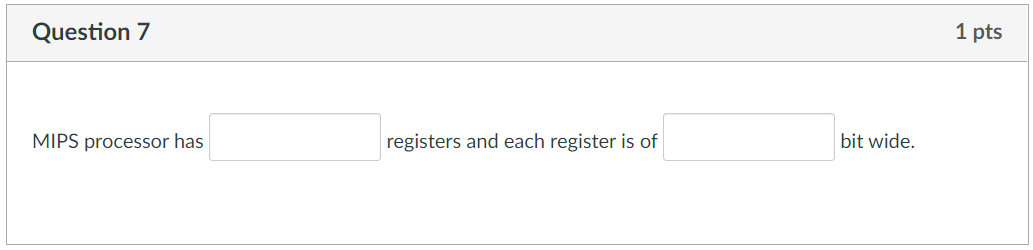 Question 7 1 pts
MIPS processor has registers and each register is of bit wide.